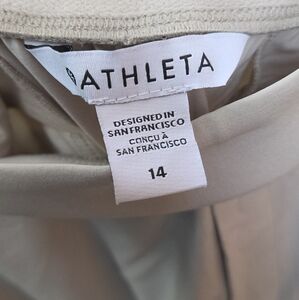 ATHLETA
DESIGNED IN
SAN FRANCISCO
CONÇU À
SAN FRANCISCO
14